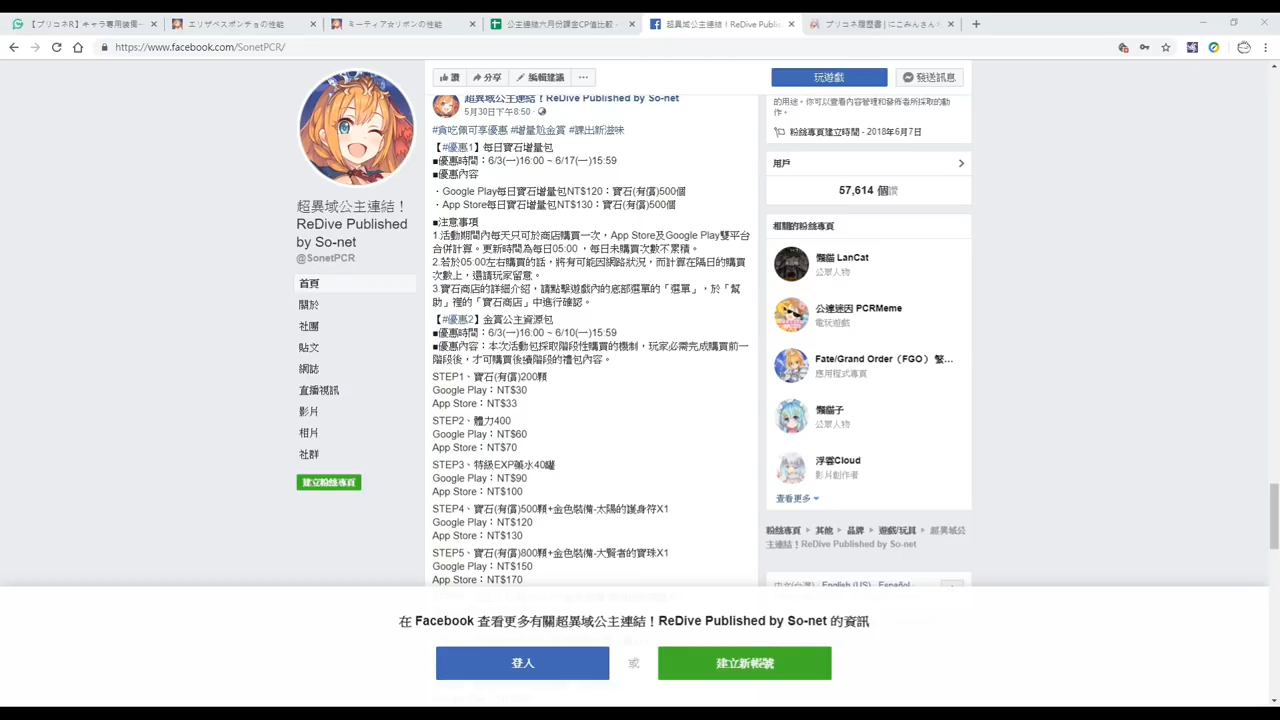 【プリコネR】キャラ専用装備…
エリザベスポンチョの性能
ミーティア☆リボンの性能
公主連結六月份課金CP值比較 -
超異域公主連結！ReDive Public
プリコネ履歴書 | にこみんさんが
https://www.facebook.com/SonetPCR/
讚
分享
編輯建議
玩遊戲
發送訊息
超異域公主連結！
ReDive Published
by So-net
@SonetPCR
首頁
關於
社團
貼文
網誌
直播視訊
影片
相片
社群
建立粉絲專頁
超異域公主連結！ReDive Published by So-net
5月30日下午8:50
#貪吃佩可享優惠 #增量尬金賞 #課出新滋味
【#優惠1】每日寶石增量包
■優惠時間：6/3(一)16:00 ~ 6/17(一)15:59
■優惠內容
・Google Play每日寶石增量包NT$120：寶石(有償)500個
・App Store每日寶石增量包NT$130：寶石(有償)500個
■注意事項
1.活動期間內每天只可於商店購買一次，App Store及Google Play雙平台
合併計算。更新時間為每日05:00 ，每日未購買次數不累積。
2.若於05:00左右購買的話，將有可能因網路狀況，而計算在隔日的購買
次數上，還請玩家留意。
3.寶石商店的詳細介紹，請點擊遊戲內的底部選單的「選單」，於「幫
助」裡的「寶石商店」中進行確認。
【#優惠2】金賞公主資源包
■優惠時間：6/3(一)16:00 ~ 6/10(一)15:59
■優惠內容：本次活動包採取階段性購買的機制，玩家必需完成購買前一
階段後，才可購買後續階段的禮包內容。
STEP1、寶石(有償)200顆
Google Play：NT$30
App Store：NT$33
STEP2、體力400
Google Play：NT$60
App Store：NT$70
STEP3、特級EXP藥水40罐
Google Play：NT$90
App Store：NT$100
STEP4、寶石(有償)500顆+金色裝備-太陽的護身符X1
Google Play：NT$120
App Store：NT$130
STEP5、寶石(有償)800顆+金色裝備-大賢者的寶珠X1
Google Play：NT$150
App Store：NT$170
的用途。你可以查看內容管理和發佈者所採取的動
作。
粉絲專頁建立時間 - 2018年6月7日
用戶
57,614 個讚
相關的粉絲專頁
懶貓 LanCat
公眾人物
公連迷因 PCRMeme
電玩遊戲
Fate/Grand Order（FGO） 繁…
應用程式專頁
懶貓子
公眾人物
浮雲Cloud
影片創作者
查看更多
粉絲專頁 其他 品牌 遊戲/玩具 超異域公
主連結！ReDive Published by So-net
中文(台灣) · English (US) · Español ·
在 Facebook 查看更多有關超異域公主連結！ReDive Published by So-net 的資訊
登入
或
建立新帳號